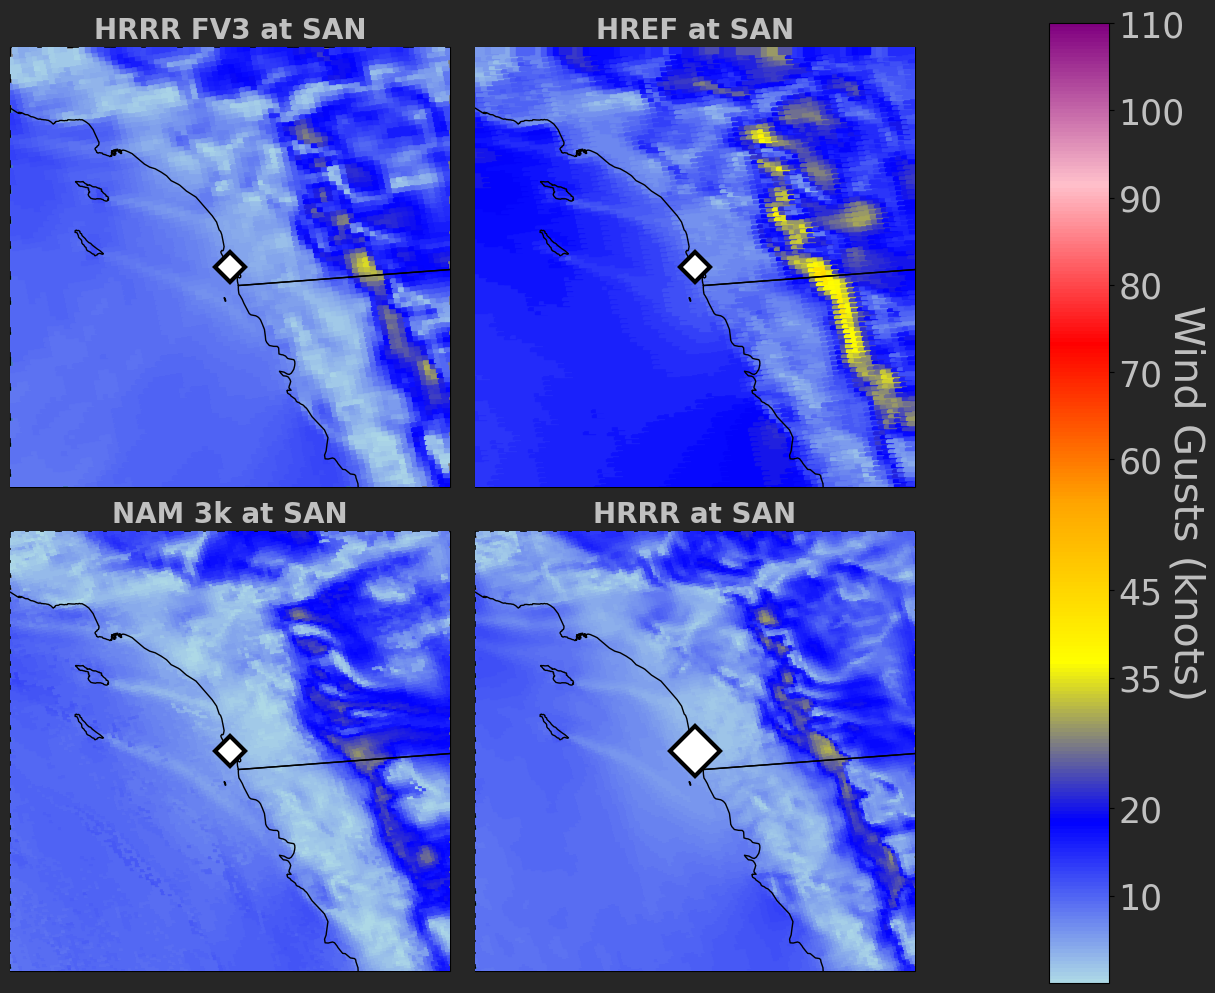 HRRR FV3 at SAN
HREF at SAN
NAM 3k at SAN
HRRR at SAN
110
100
90
80
70
60
45
35
20
10
Wind Gusts (knots)